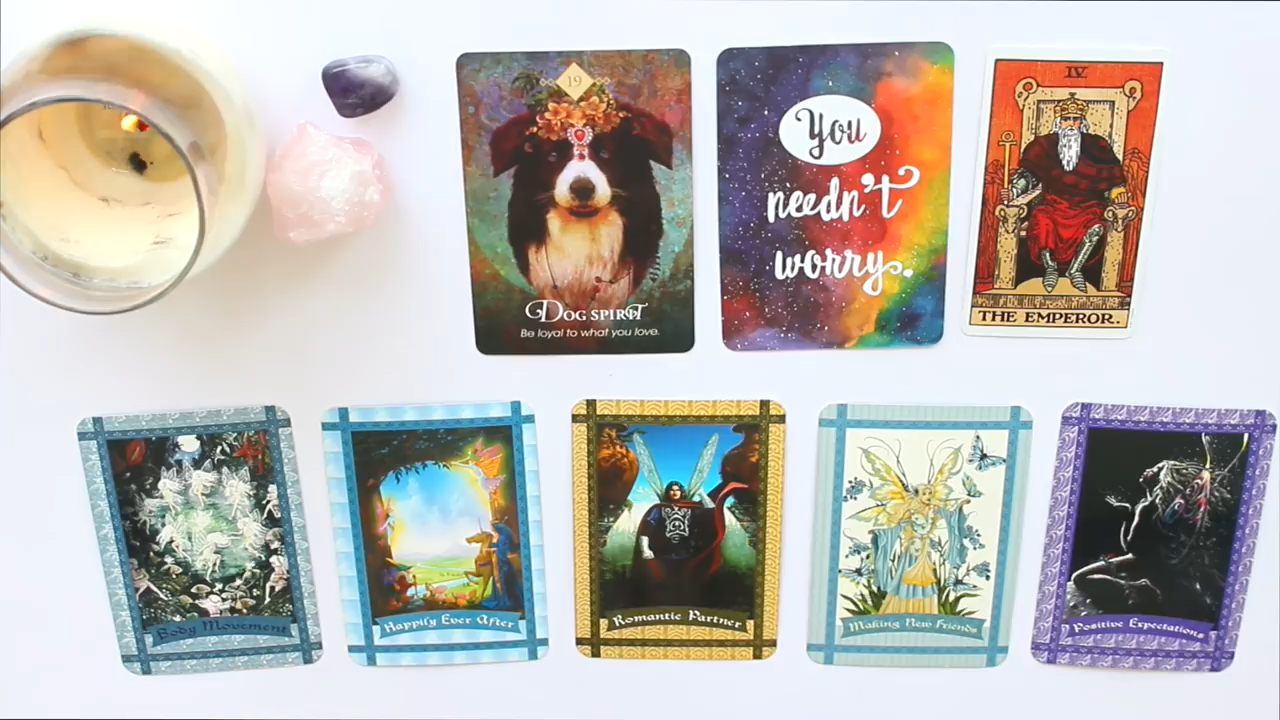 19
Dog spirit
Be loyal to what you love.
You
needn't
worry.
IV
THE EMPEROR.
Body Movement
Happily Ever After
Romantic Partner
Making New Friends
Positive Expectations